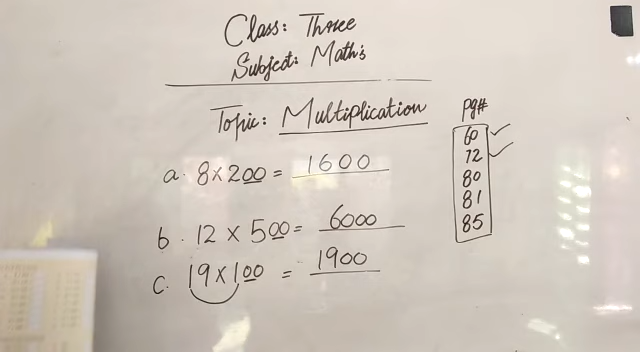 Class: Three
Subject: Math's
Topic: Multiplication
a. 8 x 200 = 1600
b. 12 x 500 = 6000
c. 19 x 100 = 1900
pg#
60 ✓
72 ✓
80
81
85